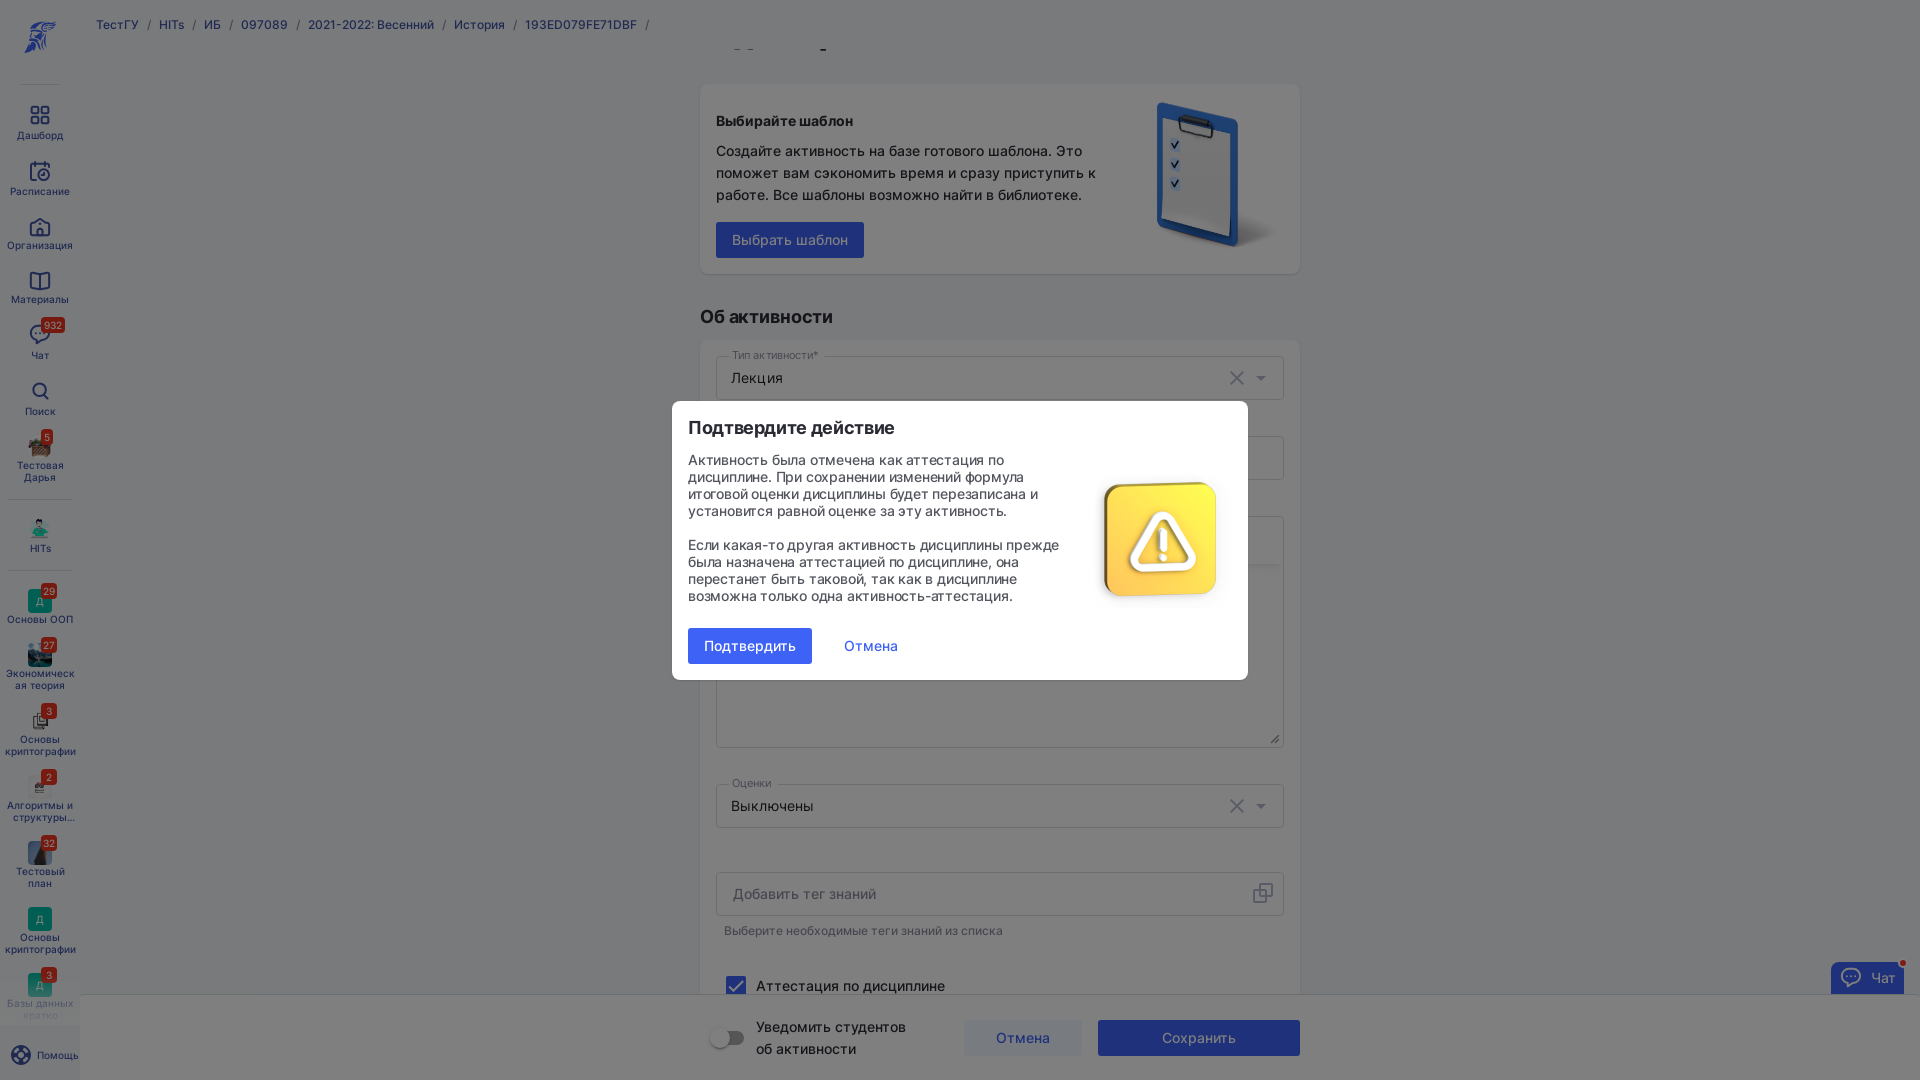 ТестГУ / HITs / ИБ / 097089 / 2021-2022: Весенний / История / 193ED079FE71DBF /
Дашборд
Расписание
Организация
Материалы
932
Чат
Поиск
5
Тестовая
Дарья
HITs
29
Д
Основы ООП
27
Экономическ
ая теория
3
Основы
криптографии
2
Алгоритмы и
структуры...
32
Тестовый
план
Д
Основы
криптографии
3
Д
Базы данных
кратко
Помощь
Выбирайте шаблон
Создайте активность на базе готового шаблона. Это
поможет вам сэкономить время и сразу приступить к
работе. Все шаблоны возможно найти в библиотеке.
Выбрать шаблон
Об активности
Тип активности*
Лекция
Подтвердите действие
Активность была отмечена как аттестация по
дисциплине. При сохранении изменений формула
итоговой оценки дисциплины будет перезаписана и
установится равной оценке за эту активность.
Если какая-то другая активность дисциплины прежде
была назначена аттестацией по дисциплине, она
перестанет быть таковой, так как в дисциплине
возможна только одна активность-аттестация.
Подтвердить
Отмена
Оценки
Выключены
Добавить тег знаний
Выберите необходимые теги знаний из списка
Аттестация по дисциплине
Уведомить студентов
об активности
Отмена
Сохранить
Чат